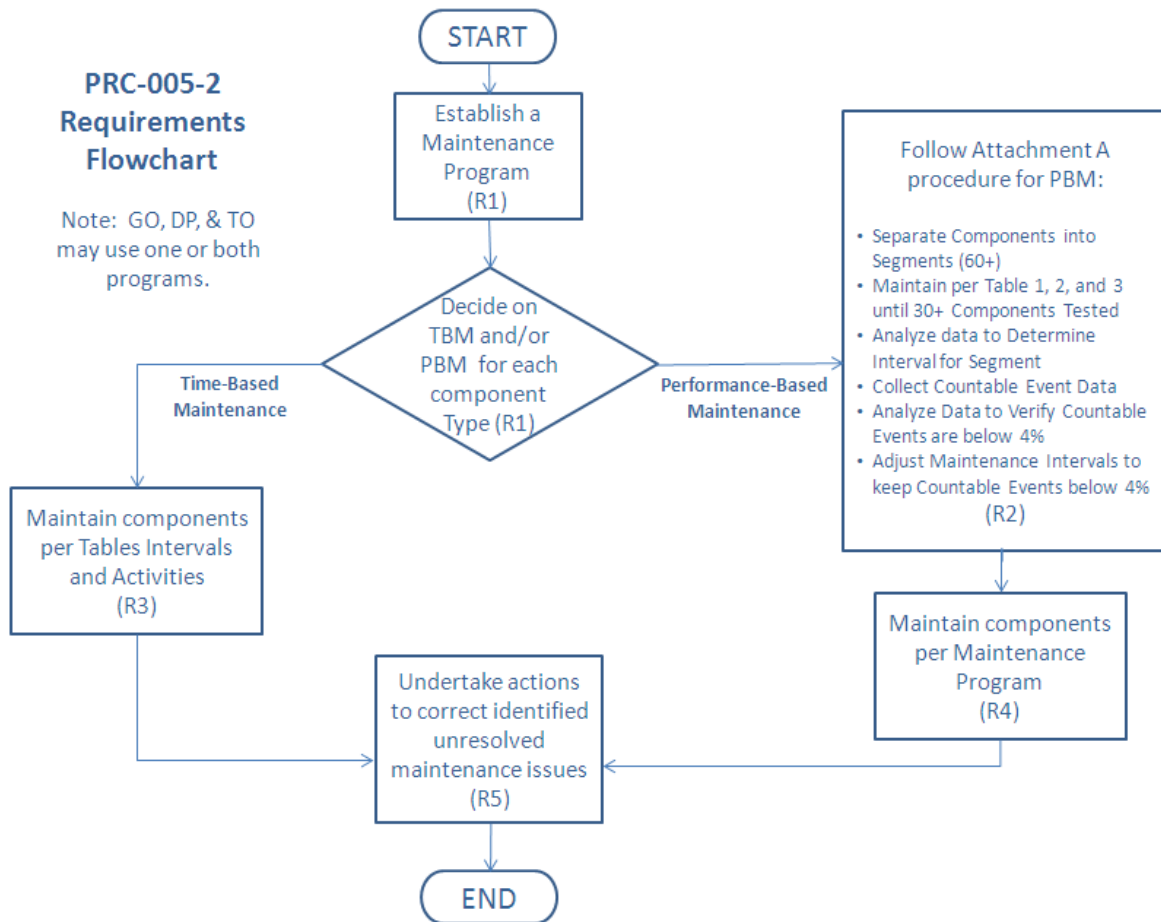 START
PRC-005-2
Requirements
Flowchart
Note: GO, DP, & TO
may use one or both
programs.
Establish a
Maintenance
Program
(R1)
Decide on
TBM and/or
PBM for each
component
Type (R1)
Time-Based
Maintenance
Performance-Based
Maintenance
Follow Attachment A
procedure for PBM:
• Separate Components into
Segments (60+)
• Maintain per Table 1, 2, and 3
until 30+ Components Tested
• Analyze data to Determine
Interval for Segment
• Collect Countable Event Data
• Analyze Data to Verify Countable
Events are below 4%
• Adjust Maintenance Intervals to
keep Countable Events below 4%
(R2)
Maintain components
per Tables Intervals
and Activities
(R3)
Maintain components
per Maintenance
Program
(R4)
Undertake actions
to correct identified
unresolved
maintenance issues
(R5)
END